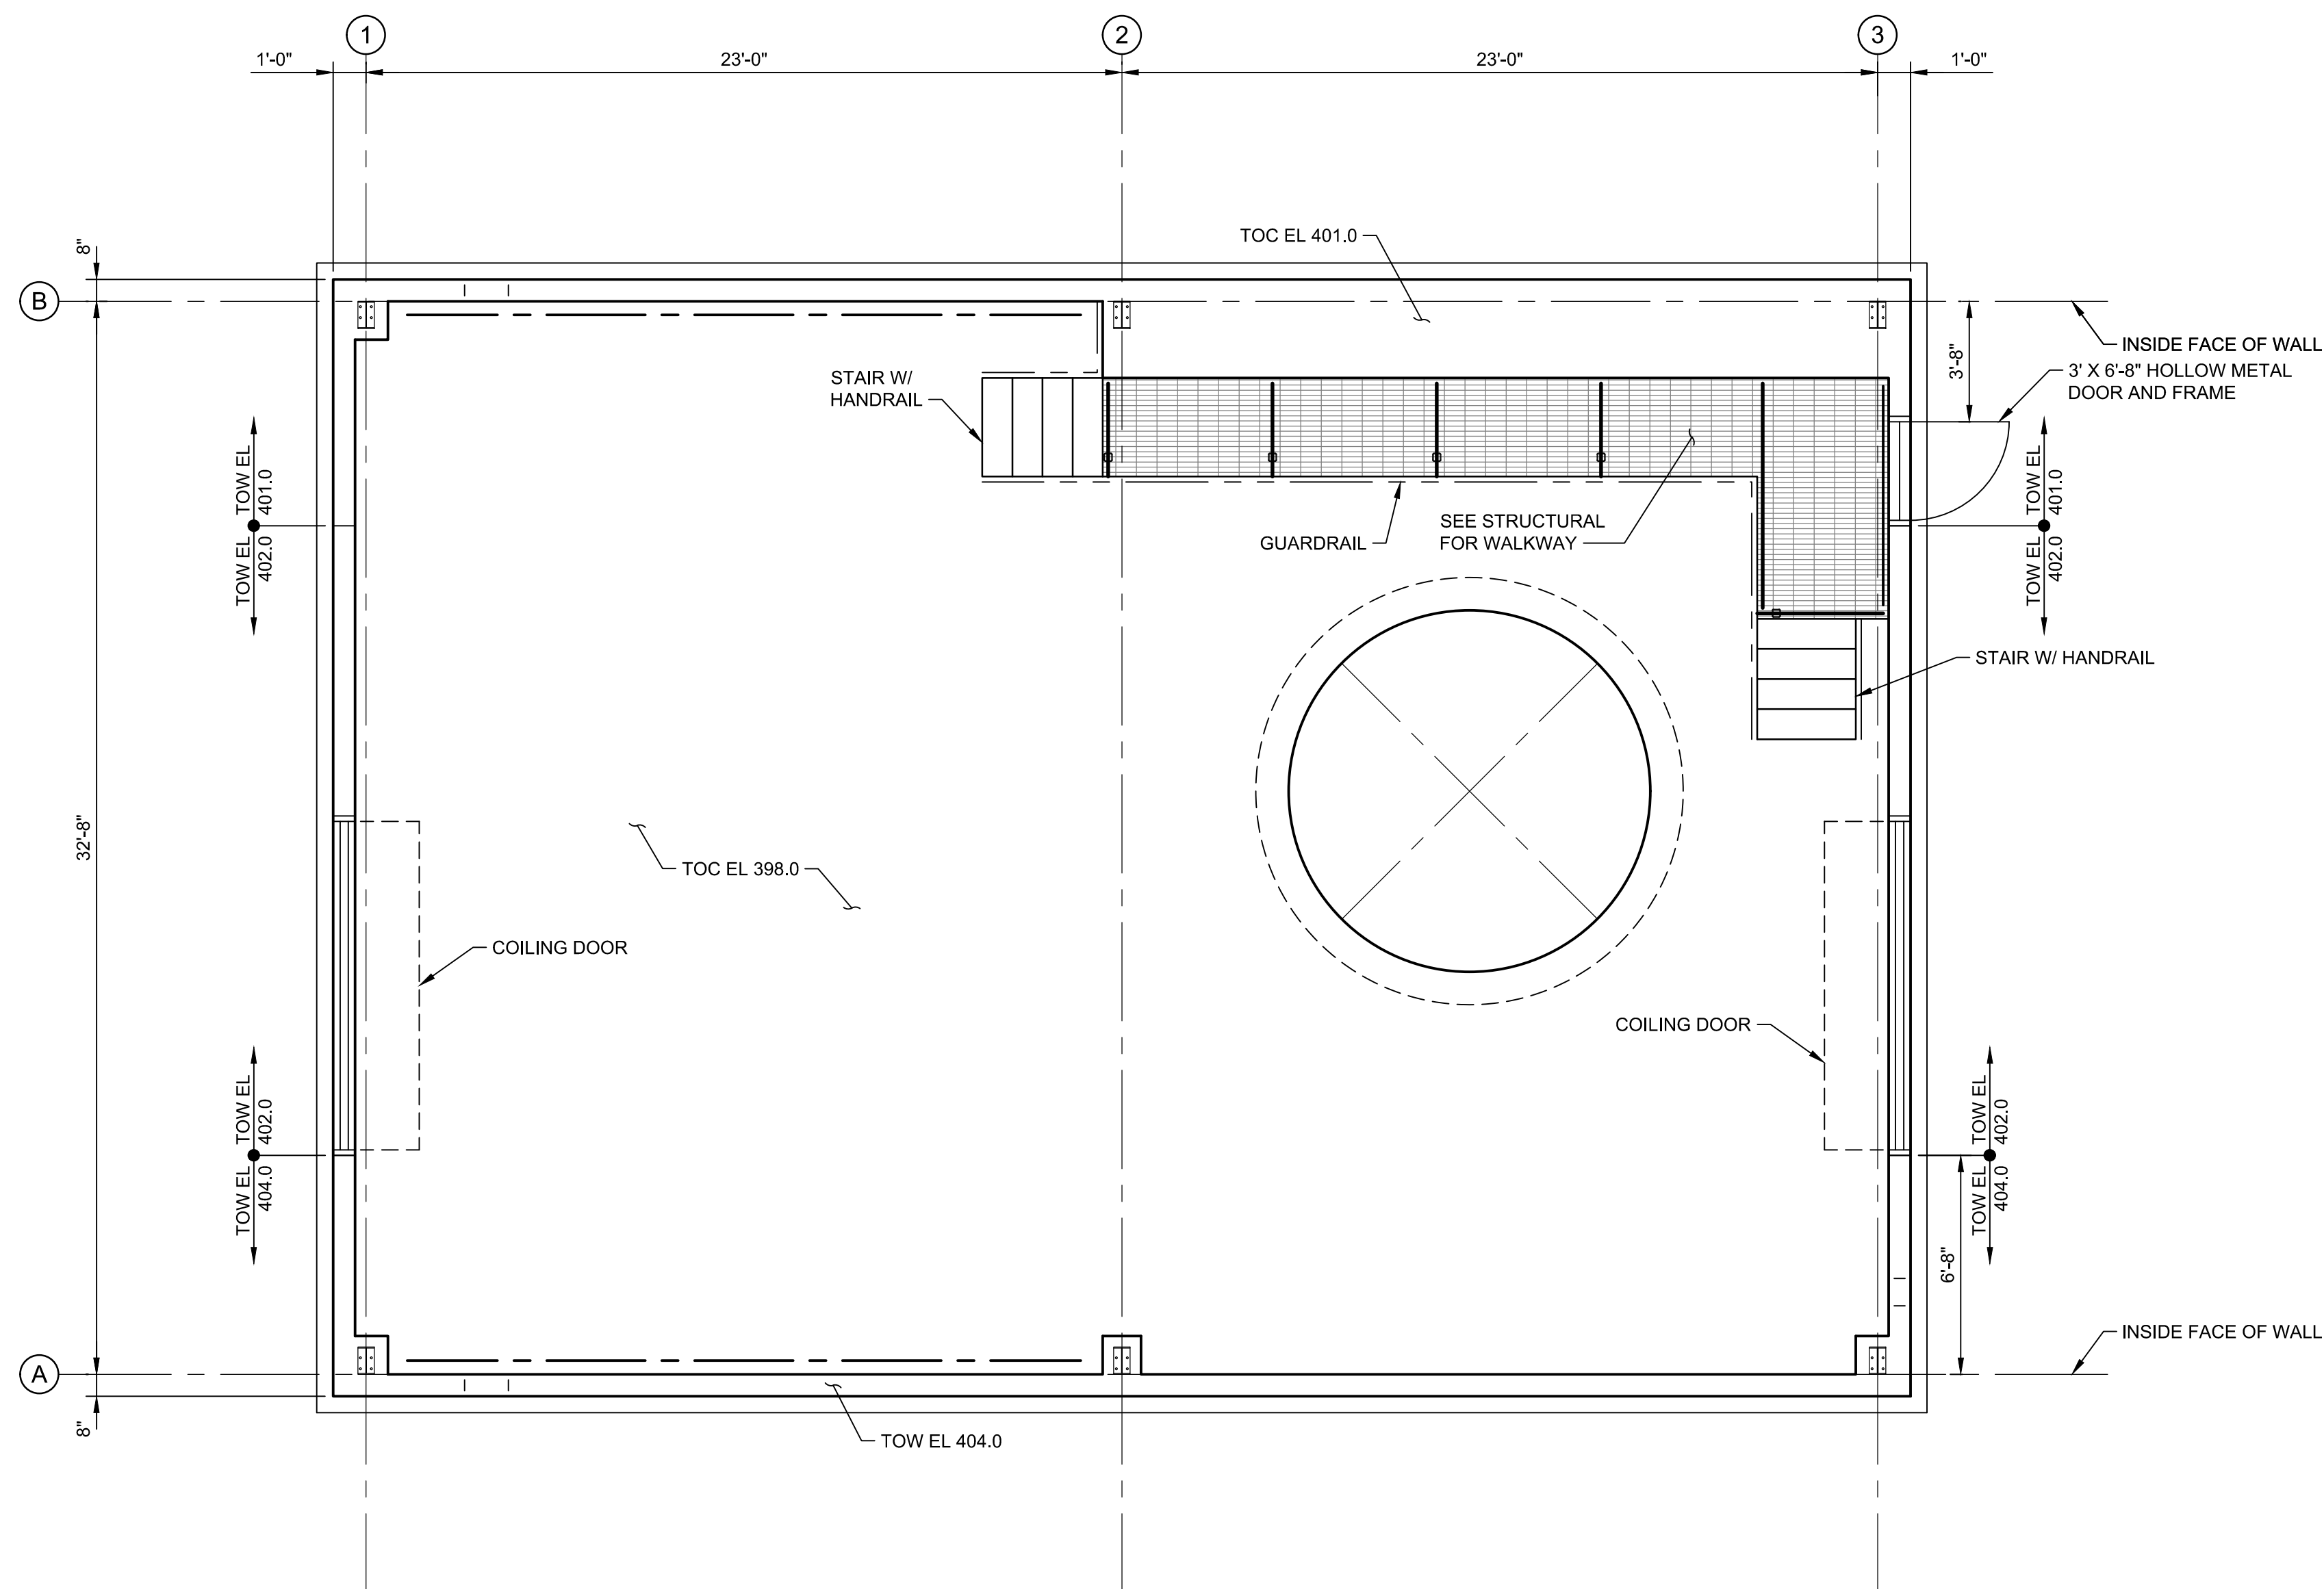 1
2
3
1'-0"
23'-0"
23'-0"
1'-0"
TOC EL 401.0
8"
B
INSIDE FACE OF WALL
3'-8"
3' X 6'-8" HOLLOW METAL
DOOR AND FRAME
STAIR W/
HANDRAIL
TOW EL
401.0
TOW EL
402.0
TOW EL
401.0
TOW EL
402.0
SEE STRUCTURAL
FOR WALKWAY
GUARDRAIL
STAIR W/ HANDRAIL
32'-8"
TOC EL 398.0
COILING DOOR
COILING DOOR
TOW EL
402.0
TOW EL
404.0
TOW EL
402.0
TOW EL
404.0
6'-8"
INSIDE FACE OF WALL
A
8"
TOW EL 404.0